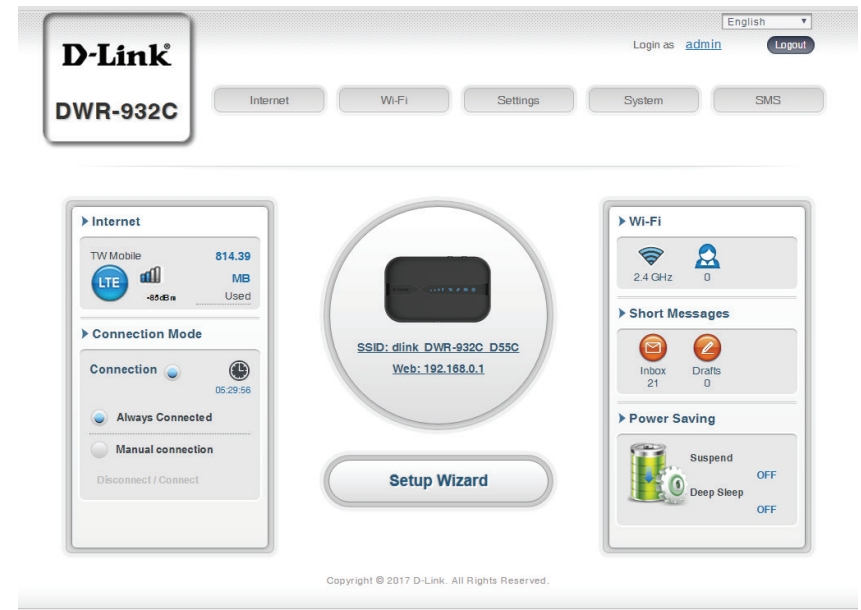 English
Login as admin Logout
D-Link®
DWR-932C
Internet Wi-Fi Settings System SMS
Internet
TW Mobile 814.39
LTE MB
-85dBm Used
Connection Mode
Connection
05:29:56
Always Connected
Manual connection
Disconnect / Connect
D-Link
SSID: dlink_DWR-932C_D55C
Web: 192.168.0.1
Setup Wizard
Wi-Fi
2.4 GHz 0
Short Messages
Inbox Drafts
21 0
Power Saving
Suspend
OFF
Deep Sleep
OFF
Copyright © 2017 D-Link. All Rights Reserved.